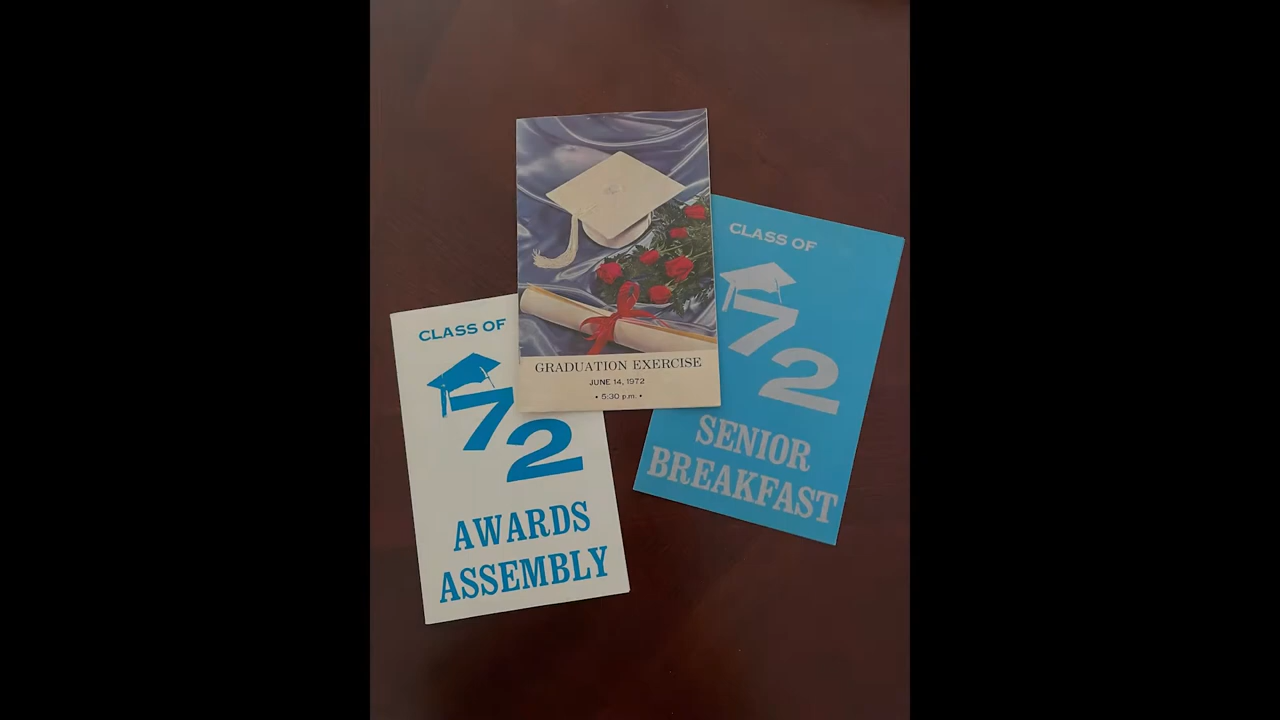 GRADUATION EXERCISE
JUNE 14, 1972
• 5:30 p.m. •
CLASS OF
72
AWARDS
ASSEMBLY
CLASS OF
72
SENIOR
BREAKFAST